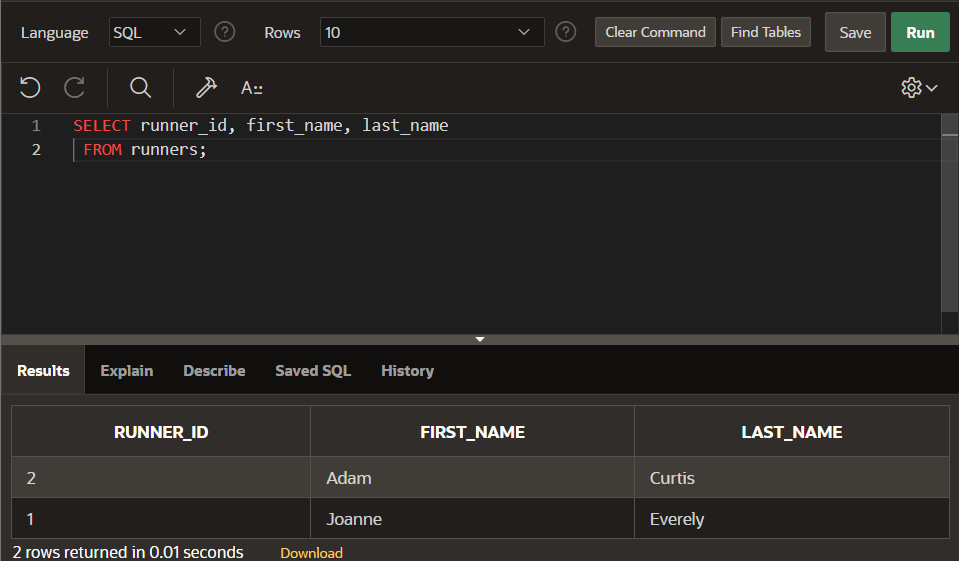 Language SQL ? Rows 10 ? Clear Command Find Tables Save Run
A::
1 SELECT runner_id, first_name, last_name
2 FROM runners;
Results Explain Describe Saved SQL History
RUNNER_ID FIRST_NAME LAST_NAME
2 Adam Curtis
1 Joanne Everely
2 rows returned in 0.01 seconds Download